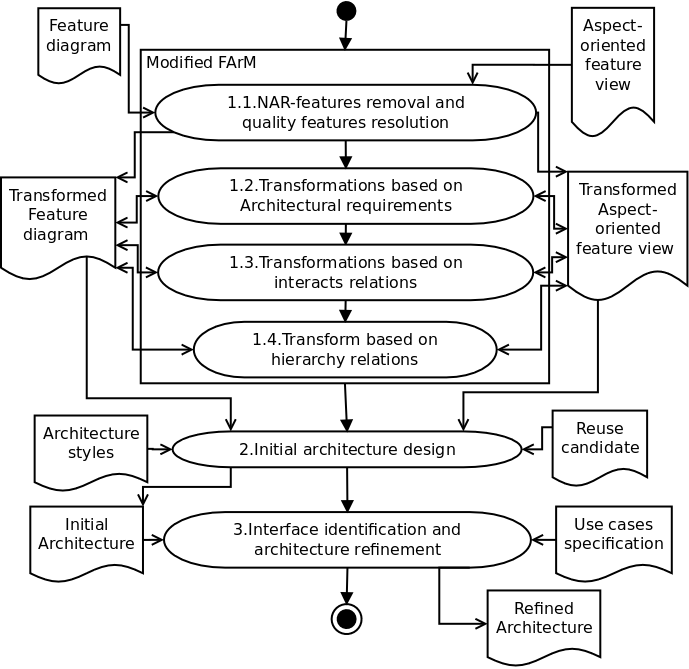 Feature
diagram
Aspect-
oriented
feature
view
Modified FArM
1.1.NAR-features removal and
quality features resolution
Transformed
Feature
diagram
1.2.Transformations based on
Architectural requirements
Transformed
Aspect-
oriented
feature view
1.3.Transformations based on
interacts relations
1.4.Transform based on
hierarchy relations
Architecture
styles
2.Initial architecture design
Reuse
candidate
Initial
Architecture
3.Interface identification and
architecture refinement
Use cases
specification
Refined
Architecture